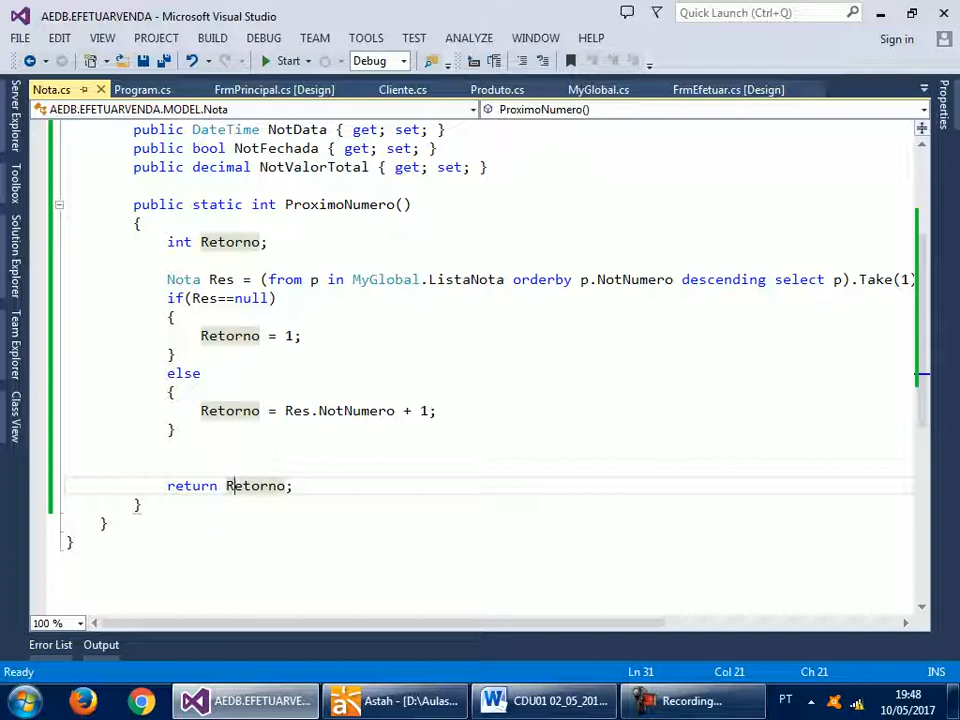 AEDB.EFETUARVENDA - Microsoft Visual Studio
Quick Launch (Ctrl+Q)
FILE EDIT VIEW PROJECT BUILD DEBUG TEAM TOOLS TEST ANALYZE WINDOW HELP Sign in
Start Debug
Nota.cs Program.cs FrmPrincipal.cs [Design] Cliente.cs Produto.cs MyGlobal.cs FrmEfetuar.cs [Design]
AEDB.EFETUARVENDA.MODEL.Nota ProximoNumero()
Server Explorer
Toolbox
Solution Explorer
Team Explorer
Class View
Properties
public DateTime NotData { get; set; }
public bool NotFechada { get; set; }
public decimal NotValorTotal { get; set; }
public static int ProximoNumero()
{
int Retorno;
Nota Res = (from p in MyGlobal.ListaNota orderby p.NotNumero descending select p).Take(1)
if(Res==null)
{
Retorno = 1;
}
else
{
Retorno = Res.NotNumero + 1;
}
return Retorno;
}
}
}
100 %
Error List Output
Ready Ln 31 Col 21 Ch 21 INS
AEDB.EFETUARVE... Astah - [D:\Aulas... CDU01 02_05_201... Recording... PT 19:48
10/05/2017